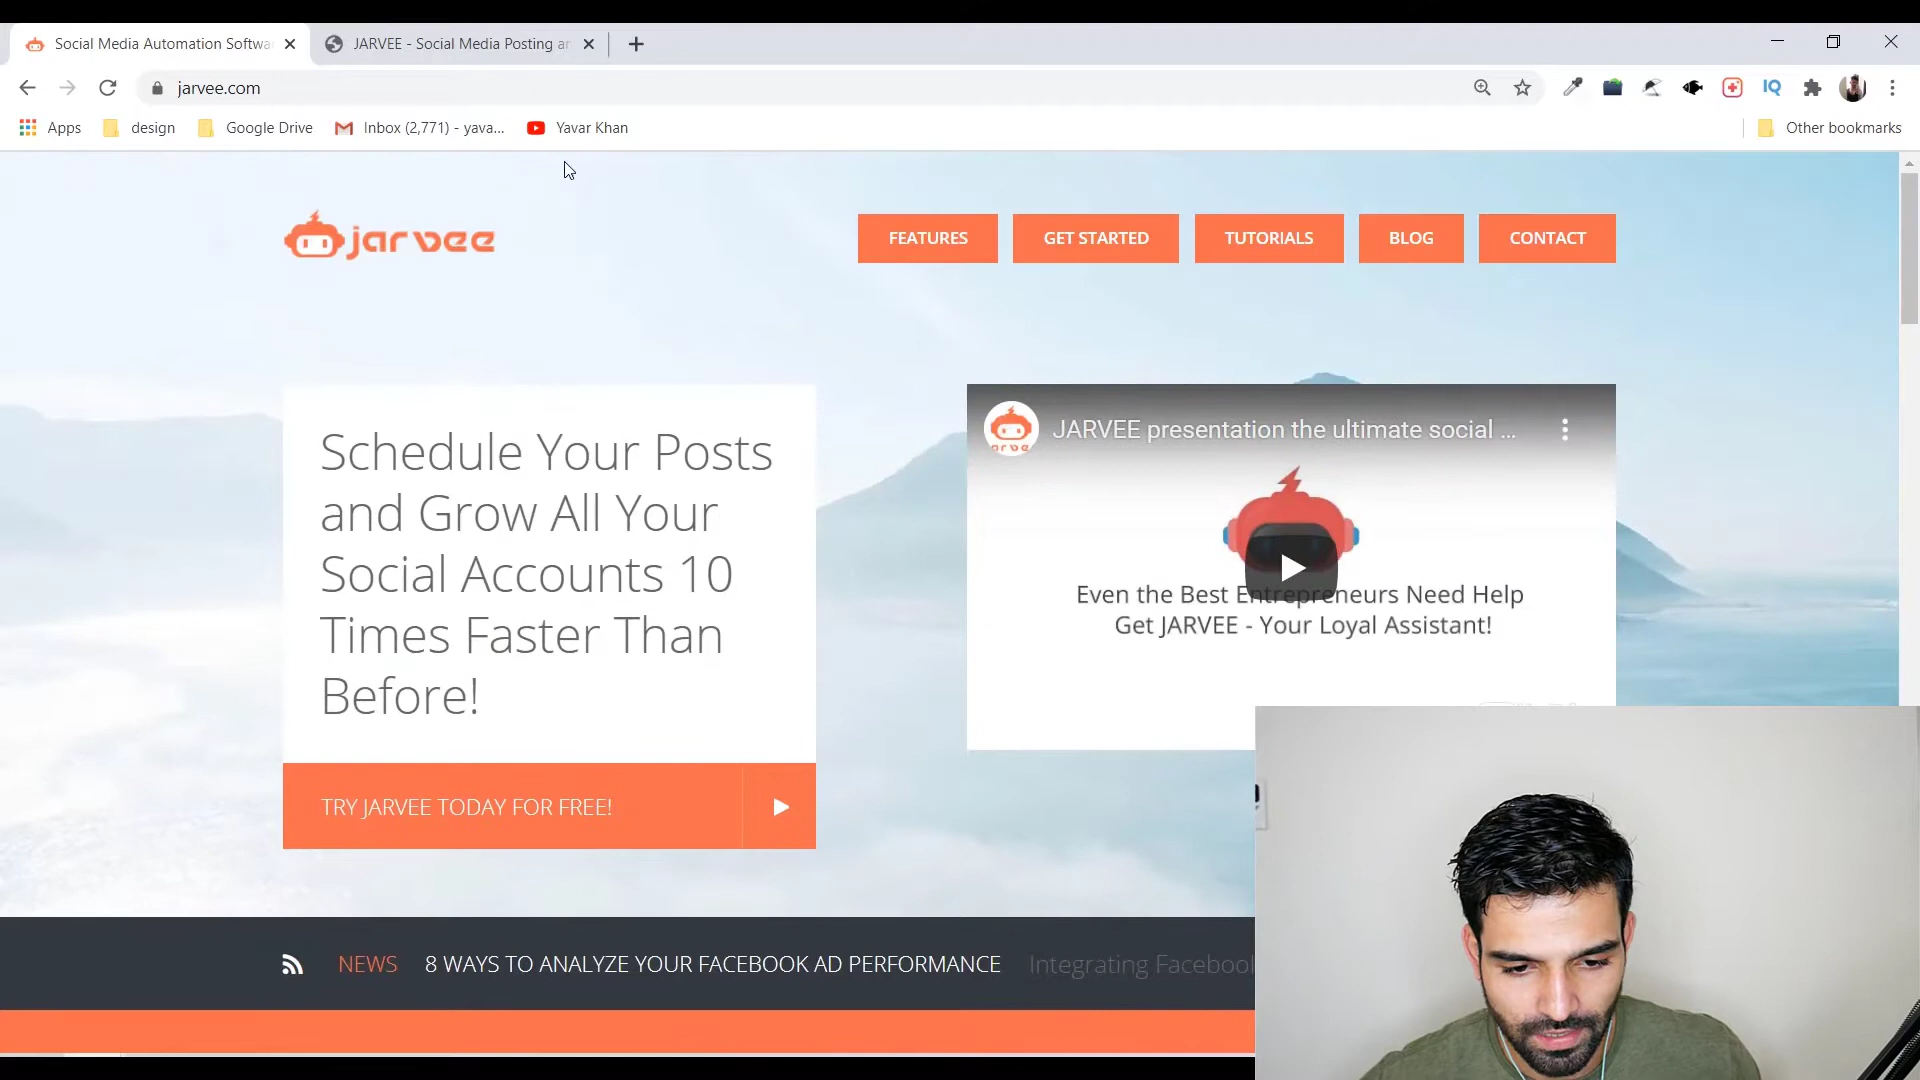 Social Media Automation Softwa
JARVEE - Social Media Posting ar
jarvee.com
IQ
Apps
design
Google Drive
Inbox (2,771) - yava...
Yavar Khan
Other bookmarks
jarvee
FEATURES
GET STARTED
TUTORIALS
BLOG
CONTACT
Schedule Your Posts
and Grow All Your
Social Accounts 10
Times Faster Than
Before!
TRY JARVEE TODAY FOR FREE!
JARVEE presentation the ultimate social ...
Even the Best Entrepreneurs Need Help
Get JARVEE - Your Loyal Assistant!
NEWS
8 WAYS TO ANALYZE YOUR FACEBOOK AD PERFORMANCE
Integrating Facebool